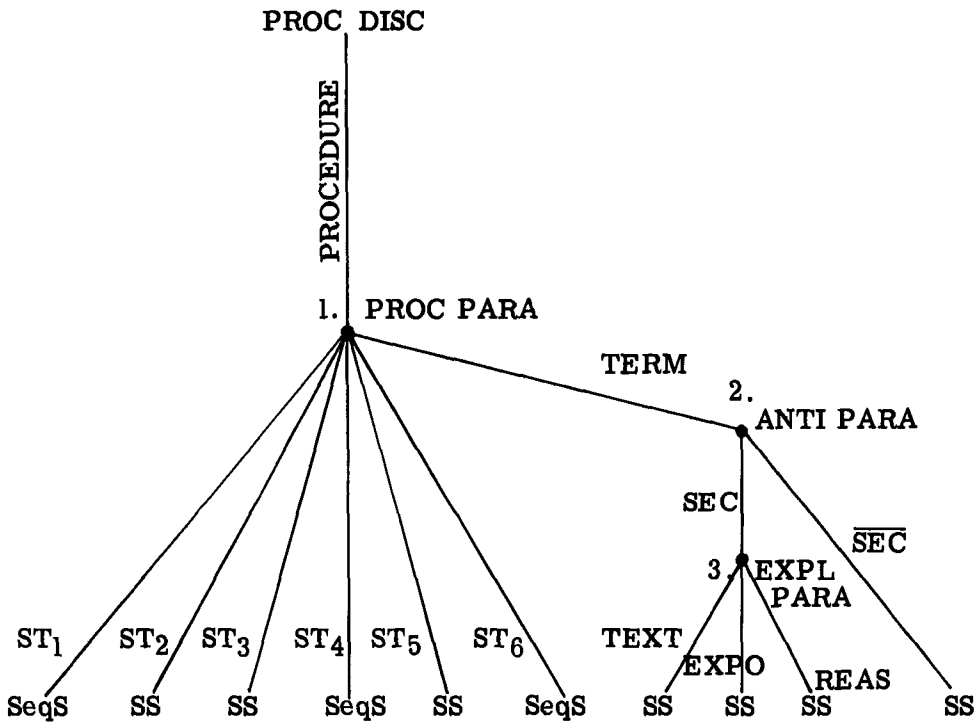 PROC DISC
PROCEDURE
1. PROC PARA
TERM
2.
ANTI PARA
SEC
S̅E̅C̅
3. EXPL
PARA
ST₁ ST₂ ST₃ ST₄ ST₅ ST₆ TEXT
EXPO
REAS
SeqS SS SS SeqS SS SeqS SS SS SS SS